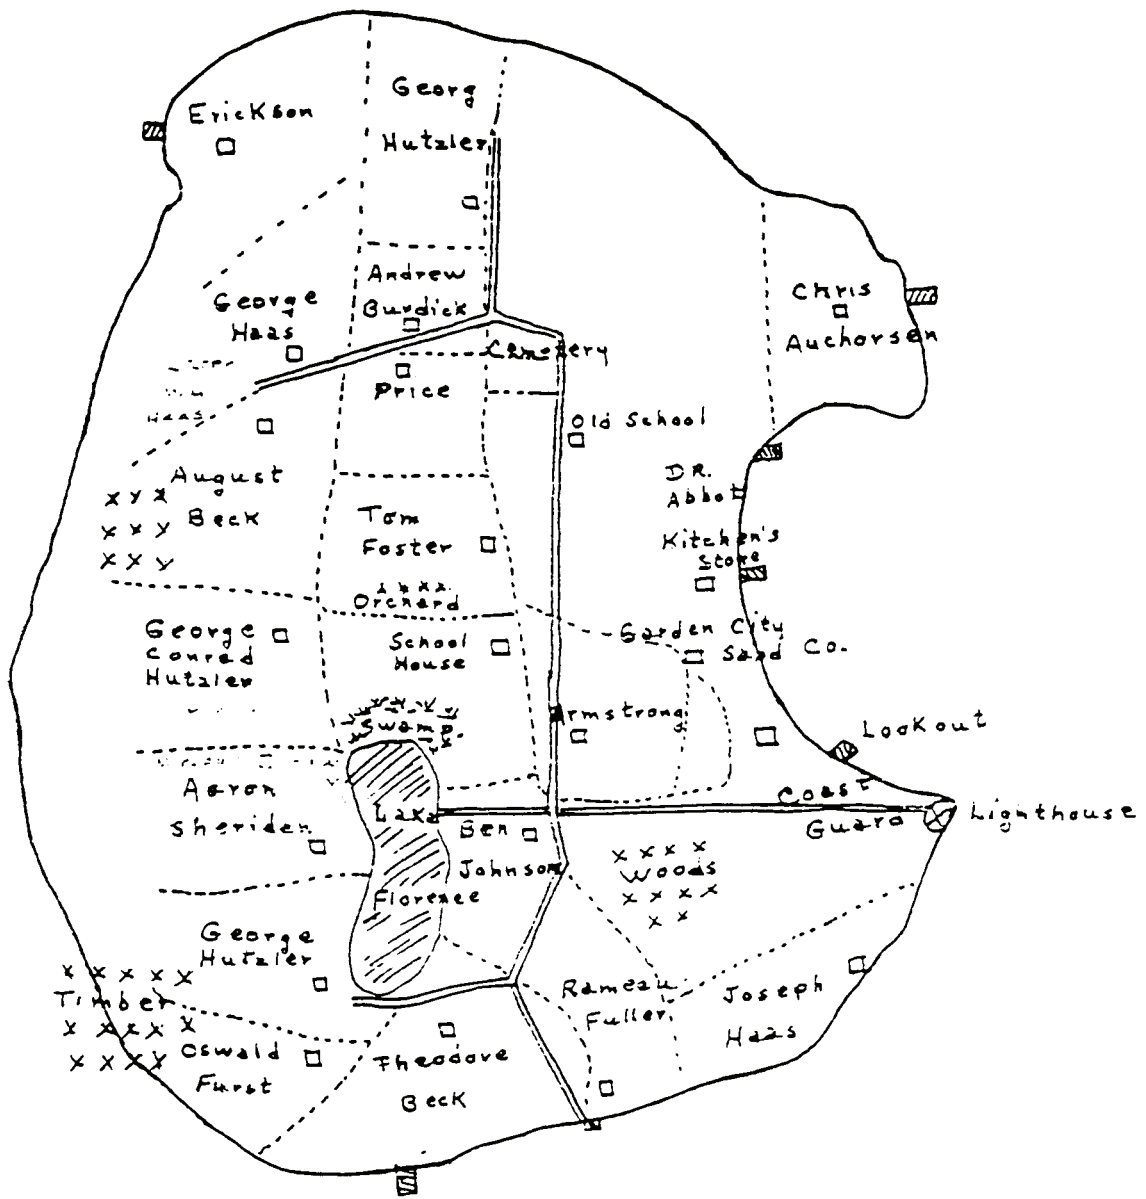 Georg
Hutzler
Erickson
Andrew
Burdick
George
Haas
Chris
Auchorsen
Cemetery
Price
Haas
Old School
August
Beck
DR.
Abbot
Tom
Foster
Kitchen's
Store
Orchard
George
Conrad
Hutzler
School
House
Garden City
Sand Co.
Swamp
Armstrong
Lookout
Aaron
Sheriden
Lake
Florence
Ben
Johnson
Coast
Guard
Lighthouse
Woods
George
Hutzler
Timber
Rameau
Fuller
Joseph
Haas
Oswald
Furst
Theodore
Beck